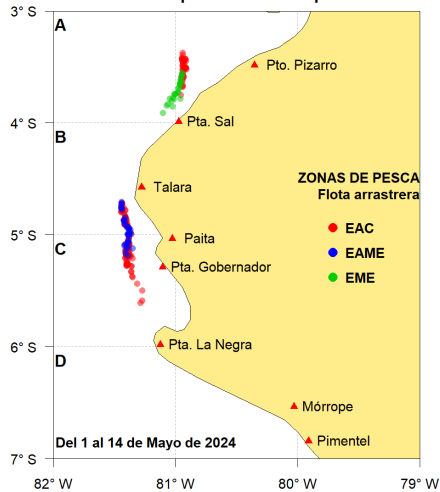 3° S
A
Pto. Pizarro
4° S
Pta. Sal
B
ZONAS DE PESCA
Flota arrastrera
Talara
EAC
5° S
Paita
C
EAME
Pta. Gobernador
EME
6° S
Pta. La Negra
D
Mórrope
Del 1 al 14 de Mayo de 2024
Pimentel
7° S
82° W
81° W
80° W
79° W